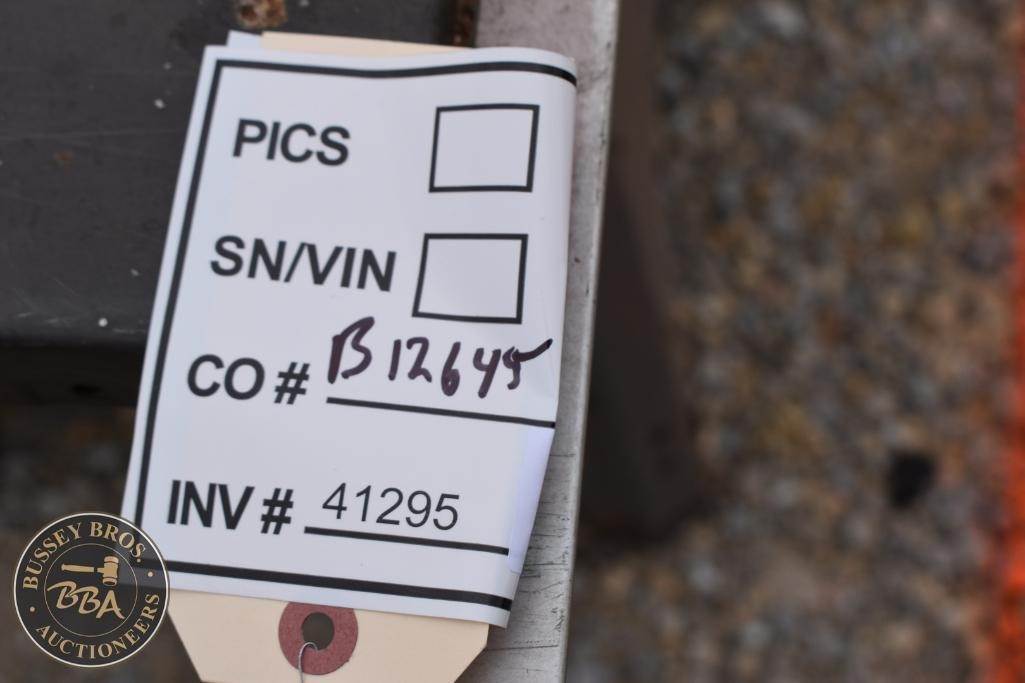 PICS
SN/VIN
CO # B12645
INV # 41295
BUSSEY BROS.
BBA
AUCTIONEERS